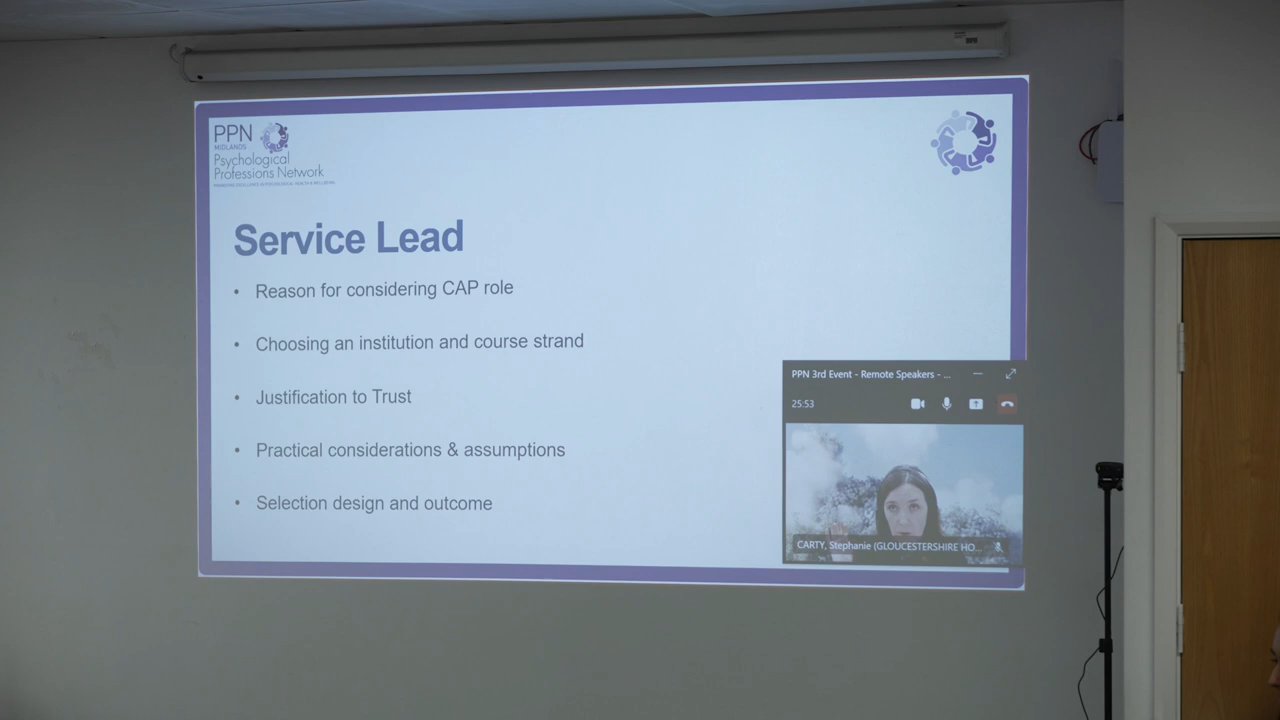 PPN
MIDLANDS
Psychological
Professions Network
Service Lead
• Reason for considering CAP role
• Choosing an institution and course strand
• Justification to Trust
• Practical considerations & assumptions
• Selection design and outcome
PPN 3rd Event - Remote Speakers - ...
25:53
CARTY, Stephanie (GLOUCESTERSHIRE HO...